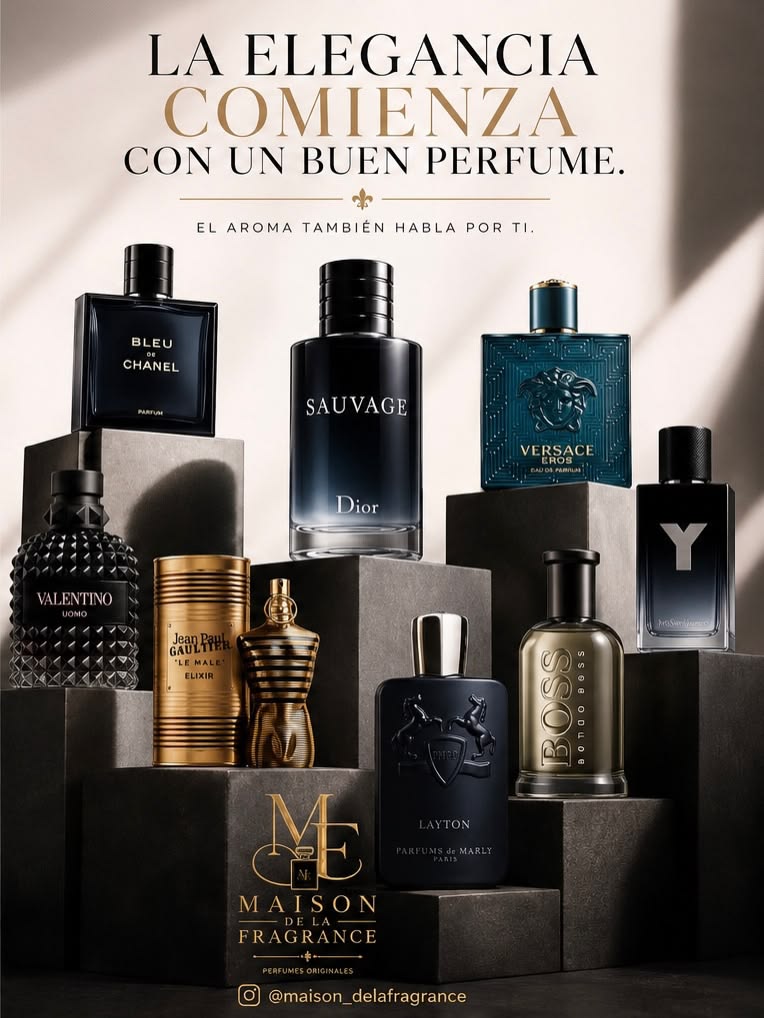 LA ELEGANCIA
COMIENZA
CON UN BUEN PERFUME.
EL AROMA TAMBIÉN HABLA POR TI.
BLEU
DE
CHANEL
PARFUM
SAUVAGE
Dior
VERSACE
EROS
EAU DE PARFUM
Y
YvesSaintLaurent
VALENTINO
UOMO
Jean Paul
GAULTIER
"LE MALE"
ELIXIR
BOSS
LAYTON
PARFUMS de MARLY
PARIS
ME
MAISON
DE LA
FRAGRANCE
PERFUMES ORIGINALES
@maison_delafragrance